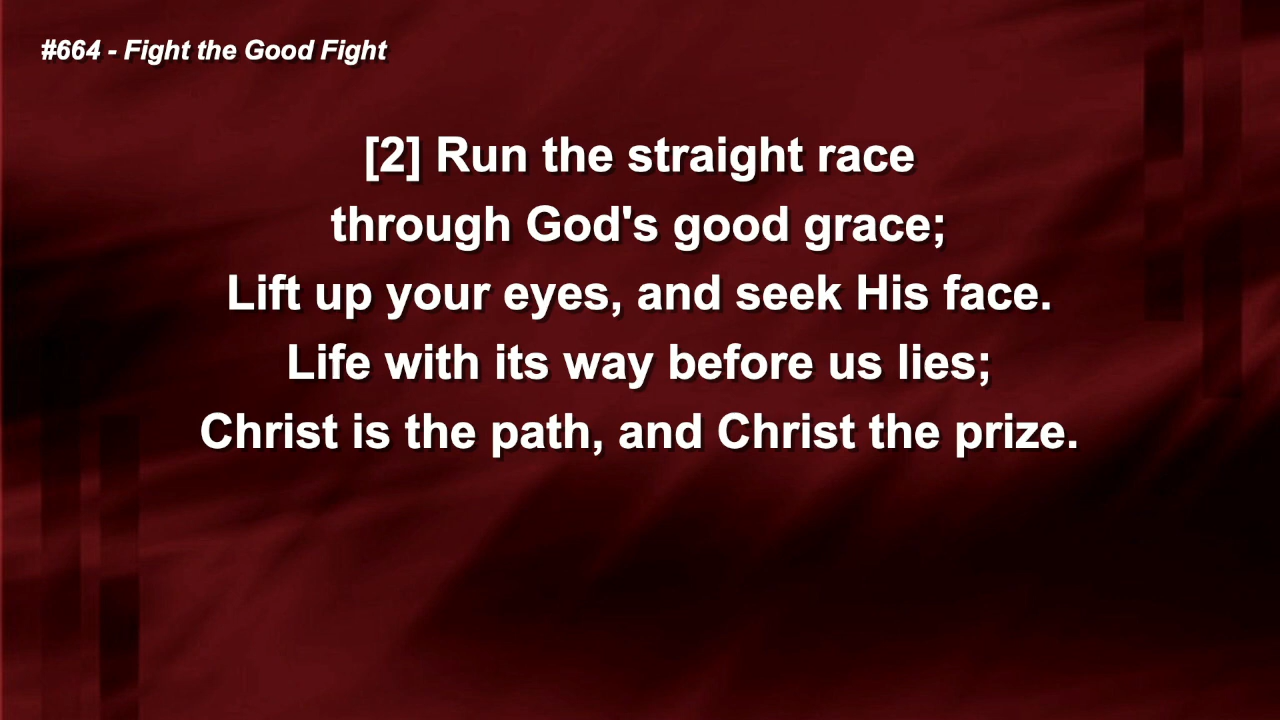 #664 - Fight the Good Fight
[2] Run the straight race
through God's good grace;
Lift up your eyes, and seek His face.
Life with its way before us lies;
Christ is the path, and Christ the prize.